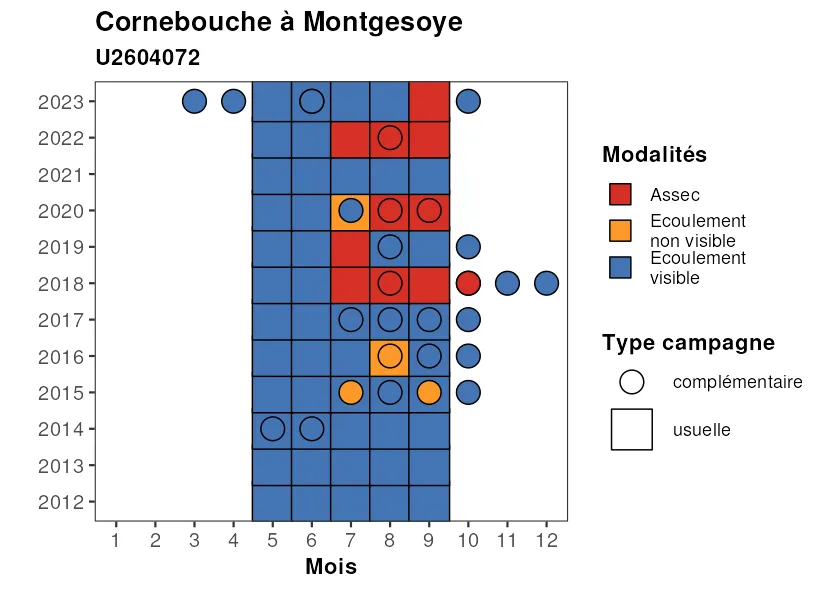 Cornebouche à Montgesoye
U2604072
2023
2022
2021
2020
2019
2018
2017
2016
2015
2014
2013
2012
1 2 3 4 5 6 7 8 9 10 11 12
Mois
Modalités
Assec
Ecoulement
non visible
Ecoulement
visible
Type campagne
complémentaire
usuelle